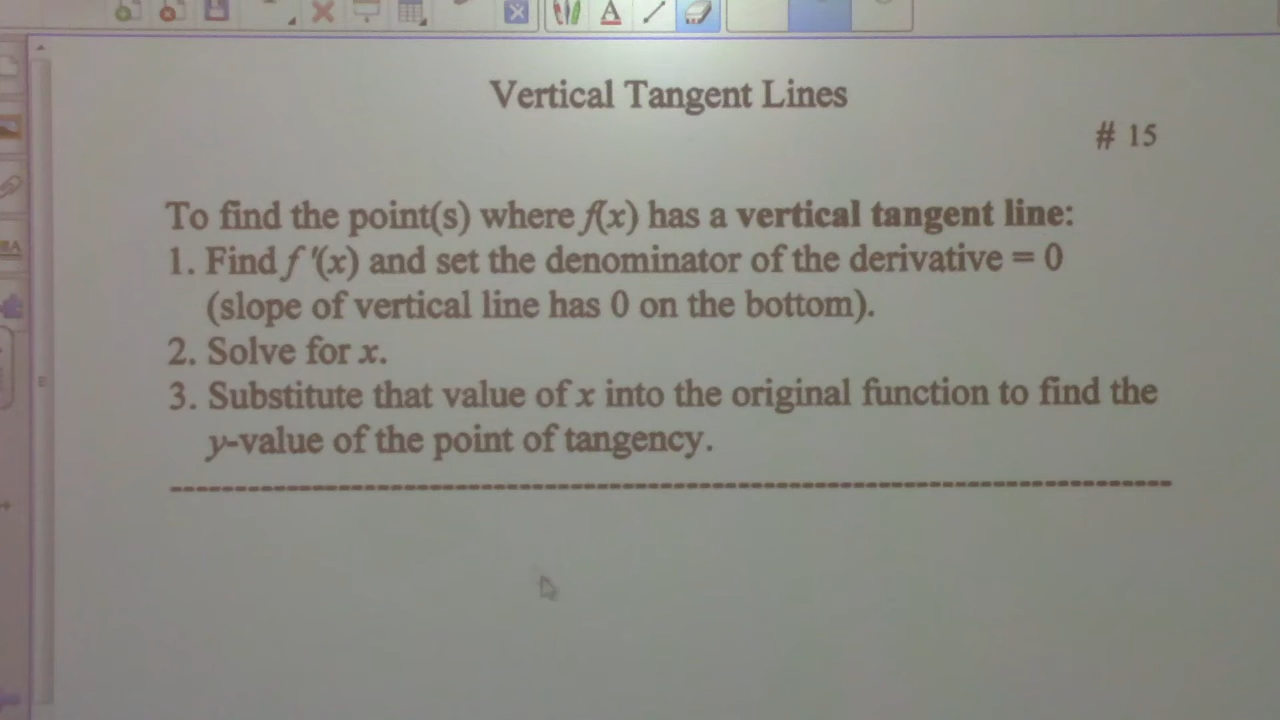 Vertical Tangent Lines
# 15
To find the point(s) where f(x) has a vertical tangent line:
1. Find f '(x) and set the denominator of the derivative = 0
(slope of vertical line has 0 on the bottom).
2. Solve for x.
3. Substitute that value of x into the original function to find the
y-value of the point of tangency.